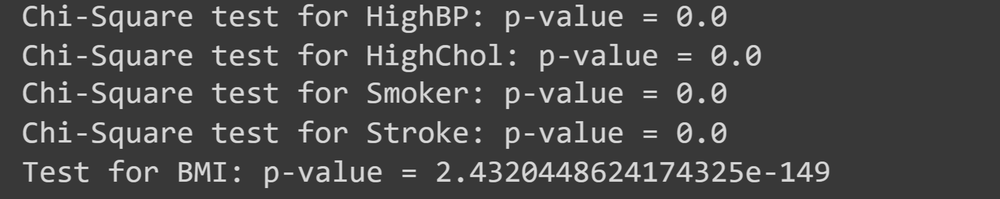 Chi-Square test for HighBP: p-value = 0.0
Chi-Square test for HighChol: p-value = 0.0
Chi-Square test for Smoker: p-value = 0.0
Chi-Square test for Stroke: p-value = 0.0
Test for BMI: p-value = 2.4320448624174325e-149